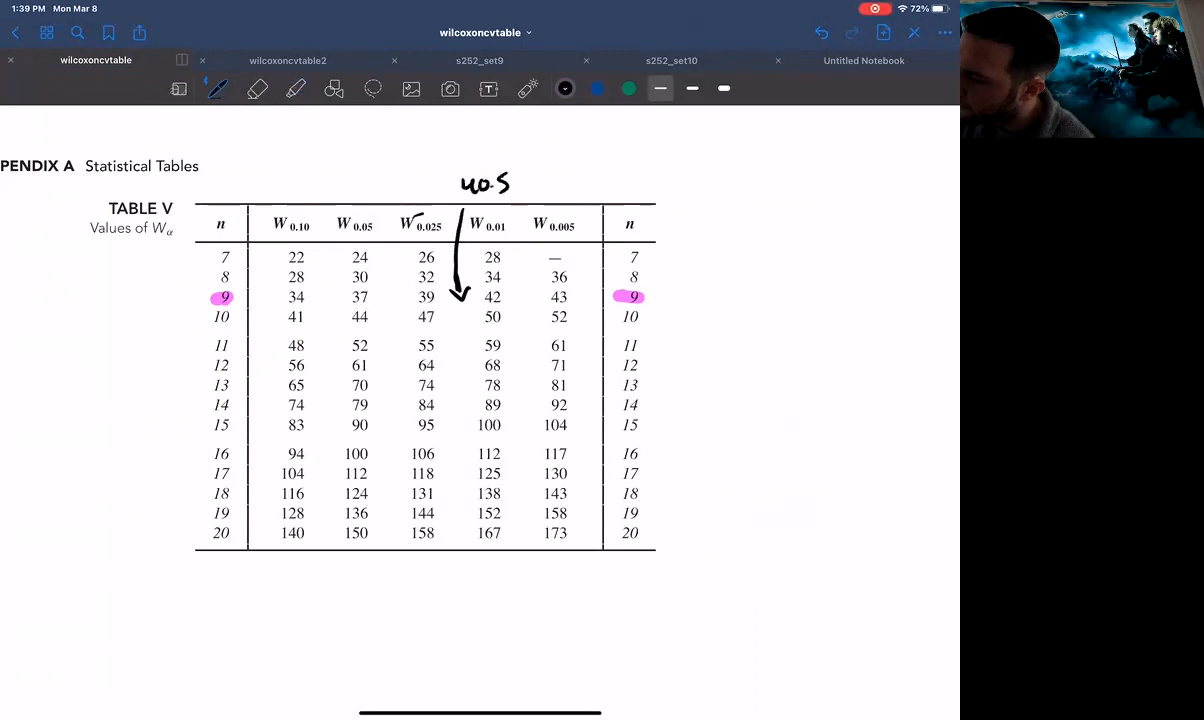 1:39 PM Mon Mar 8
72%
wilcoxoncvtable
wilcoxoncvtable
wilcoxoncvtable2
s252_set9
s252_set10
Untitled Notebook
PENDIX A Statistical Tables
40.5
TABLE V
Values of Wα
n W0.10 W0.05 W0.025 W0.01 W0.005 n
7 22 24 26 28 — 7
8 28 30 32 34 36 8
9 34 37 39 42 43 9
10 41 44 47 50 52 10
11 48 52 55 59 61 11
12 56 61 64 68 71 12
13 65 70 74 78 81 13
14 74 79 84 89 92 14
15 83 90 95 100 104 15
16 94 100 106 112 117 16
17 104 112 118 125 130 17
18 116 124 131 138 143 18
19 128 136 144 152 158 19
20 140 150 158 167 173 20